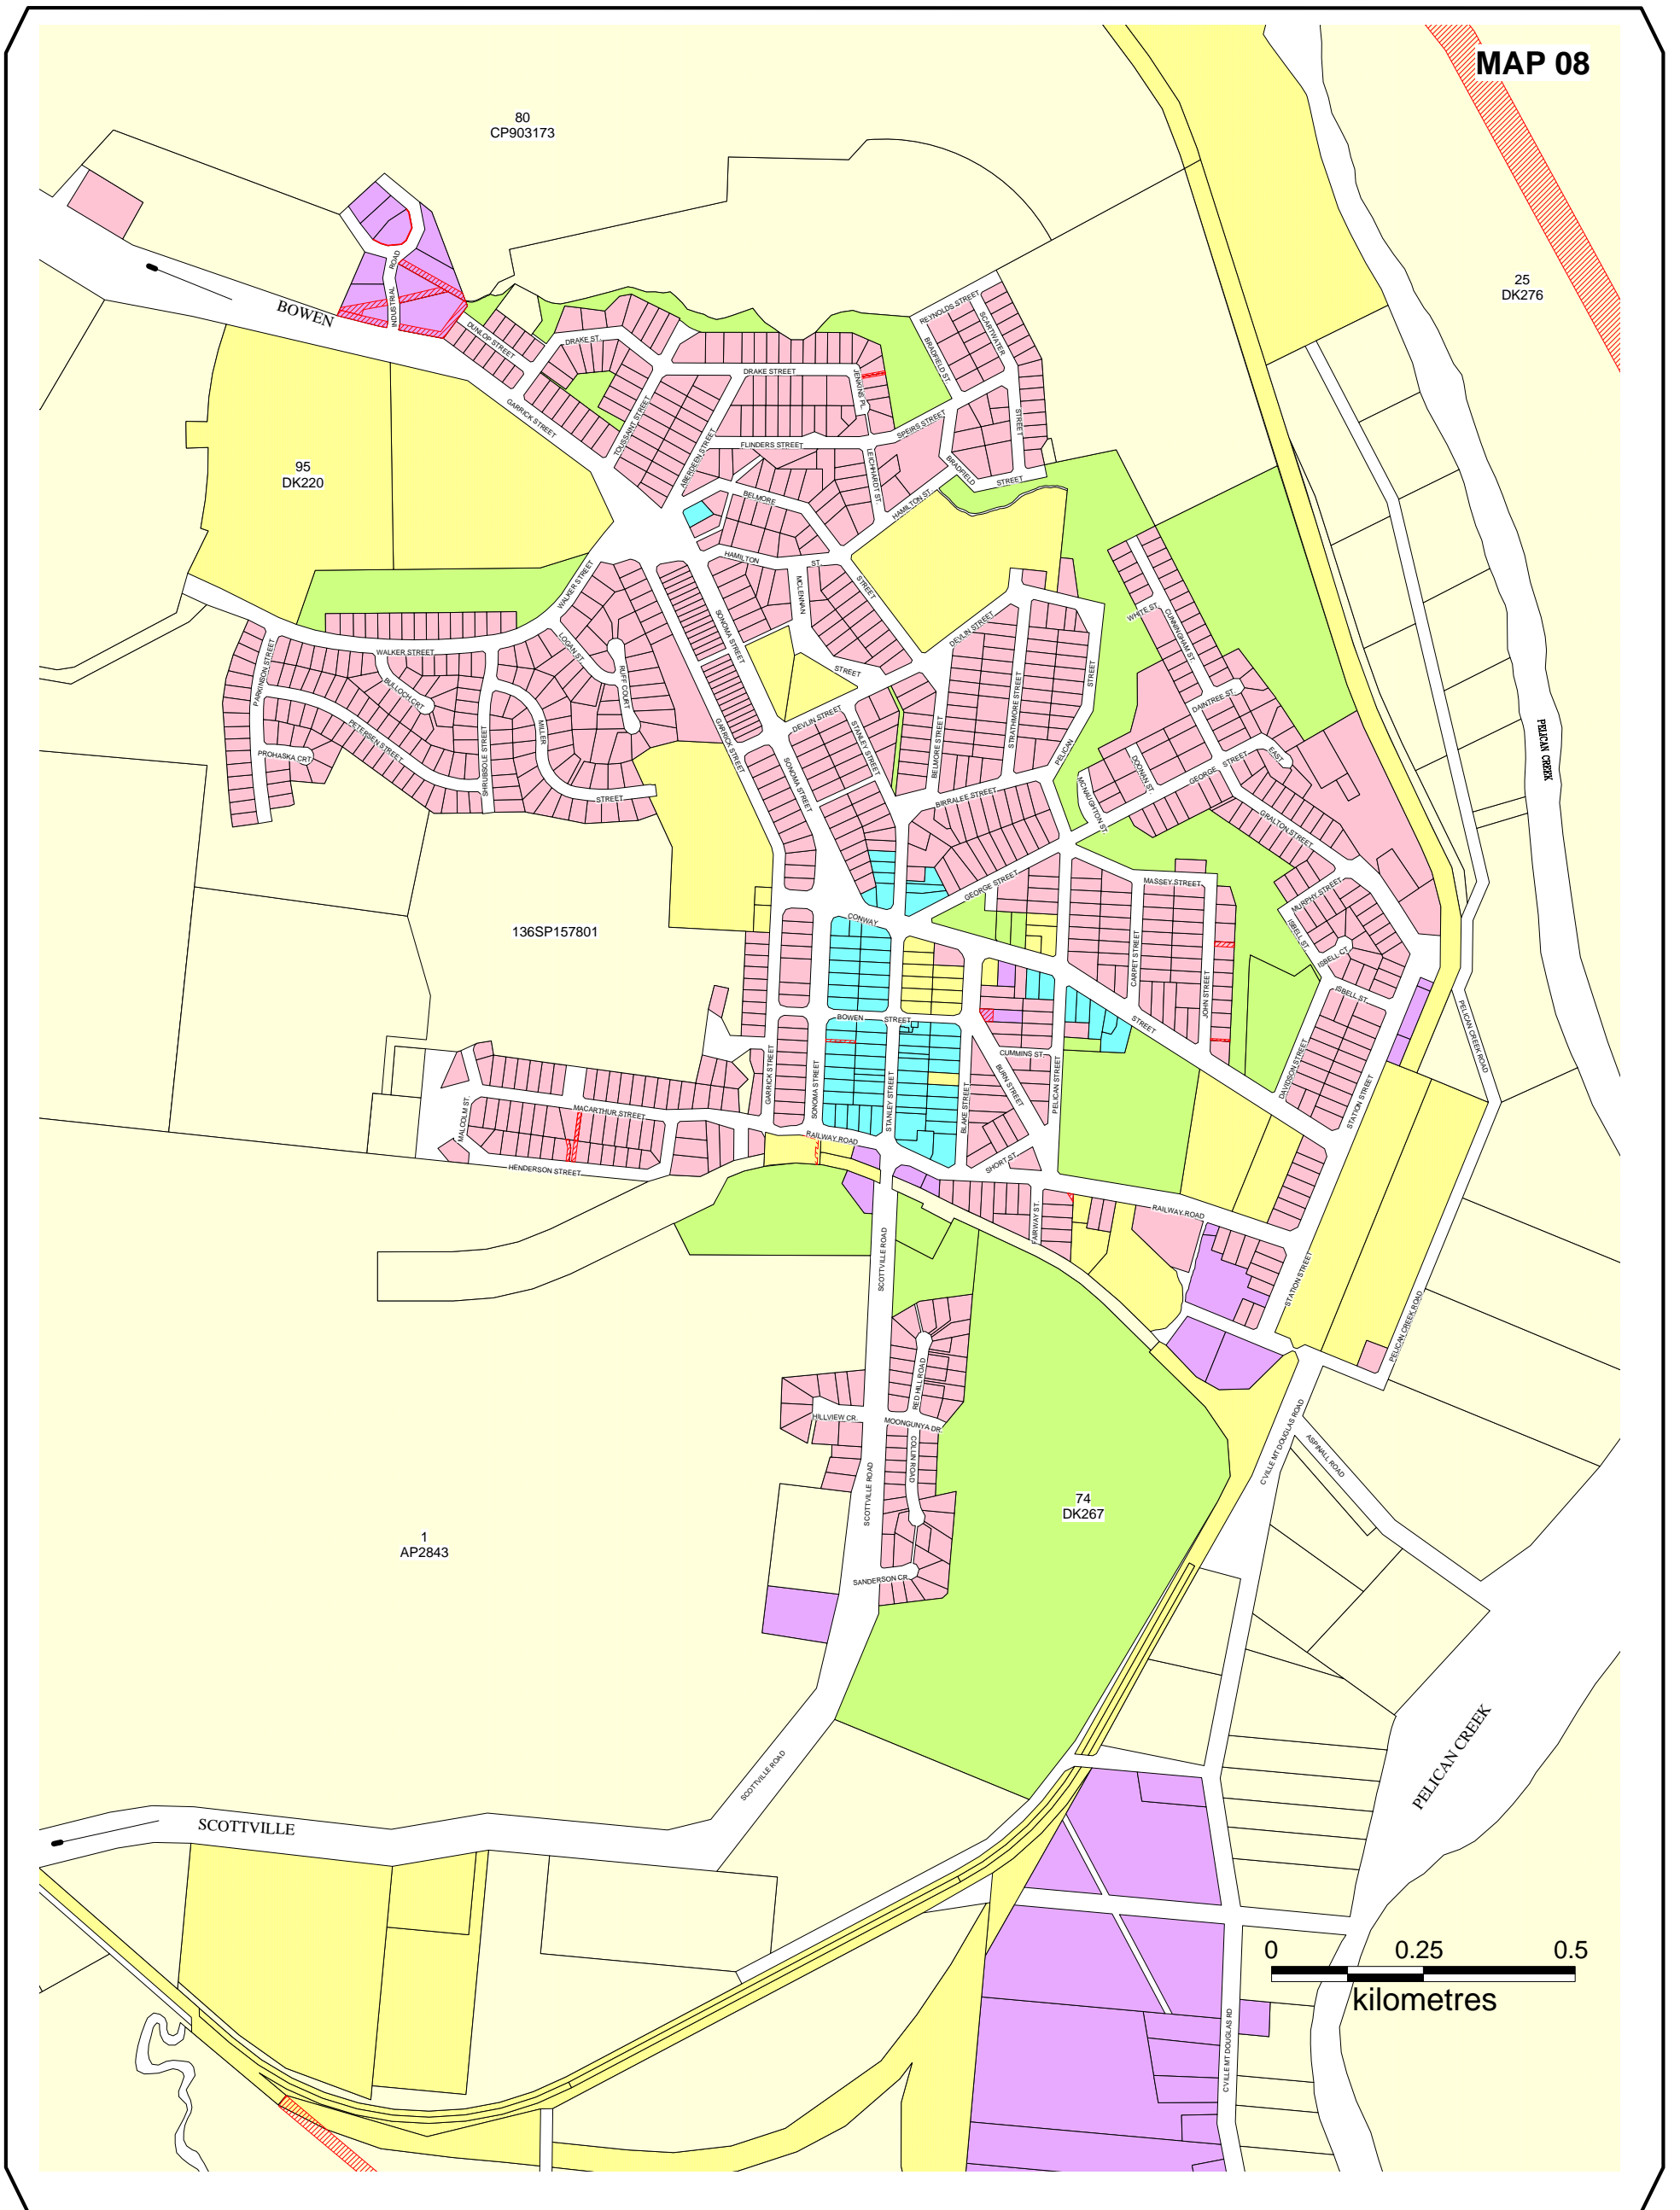 MAP 08
80
CP903173
25
DK276
BOWEN
INDUSTRIAL
ROAD
DUNLOP STREET
DRAKE ST.
DRAKE STREET
JENKINS PL.
REYNOLDS STREET
SCARTWATER
STREET
BRADFIELD ST.
SPEIRS STREET
GARRICK STREET
TOUSSAINT STREET
ABERDEEN STREET
FLINDERS STREET
LEICHHARDT ST.
BRADFIELD
STREET
HAMILTON ST.
95
DK220
BELMORE
STREET
HAMILTON
ST.
MCLENNAN
STREET
WALKER STREET
LOGAN ST.
RUFF COURT
SONOMA STREET
DEVLIN STREET
WHITE ST.
CUNNINGHAM ST.
WALKER STREET
PARKINSON STREET
BULLOCH CRT
PETERSEN STREET
PROHASKA CRT
SHRUBSOLE STREET
MILLER
STREET
GARRICK STREET
DEVLIN STREET
STANLEY STREET
SONOMA STREET
BELMORE STREET
STRATHMORE STREET
STREET
PELICAN
DAINTREE ST.
GEORGE STREET
EAST
DOONAN ST.
MCNAUGHTON ST.
BIRRALEE STREET
GRALTON STREET
PELICAN CREEK
GEORGE STREET
MASSEY STREET
MURPHY STREET
ISBELL ST.
ISBELL CT.
ISBELL ST.
136SP157801
CONWAY
STREET
CARPET STREET
JOHN STREET
BOWEN
STREET
CUMMINS ST.
BURN STREET
PELICAN STREET
GARRICK STREET
SONOMA STREET
STANLEY STREET
BLAKE STREET
DAVIDSON STREET
STATION STREET
PELICAN CREEK ROAD
MALCOLM ST.
MACARTHUR STREET
HENDERSON STREET
RAILWAY ROAD
SHORT ST.
FAIRWAY ST.
RAILWAY ROAD
SCOTTVILLE ROAD
STATION STREET
PELICAN CREEK ROAD
RED HILL ROAD
HILLVIEW CR.
MOONGUNYA DR.
COLLIN ROAD
SCOTTVILLE ROAD
SANDERSON CR.
C'VILLE MT DOUGLAS ROAD
ASPINALL ROAD
74
DK267
1
AP2843
SCOTTVILLE ROAD
PELICAN CREEK
SCOTTVILLE
C'VILLE MT DOUGLAS RD
0 0.25 0.5
kilometres